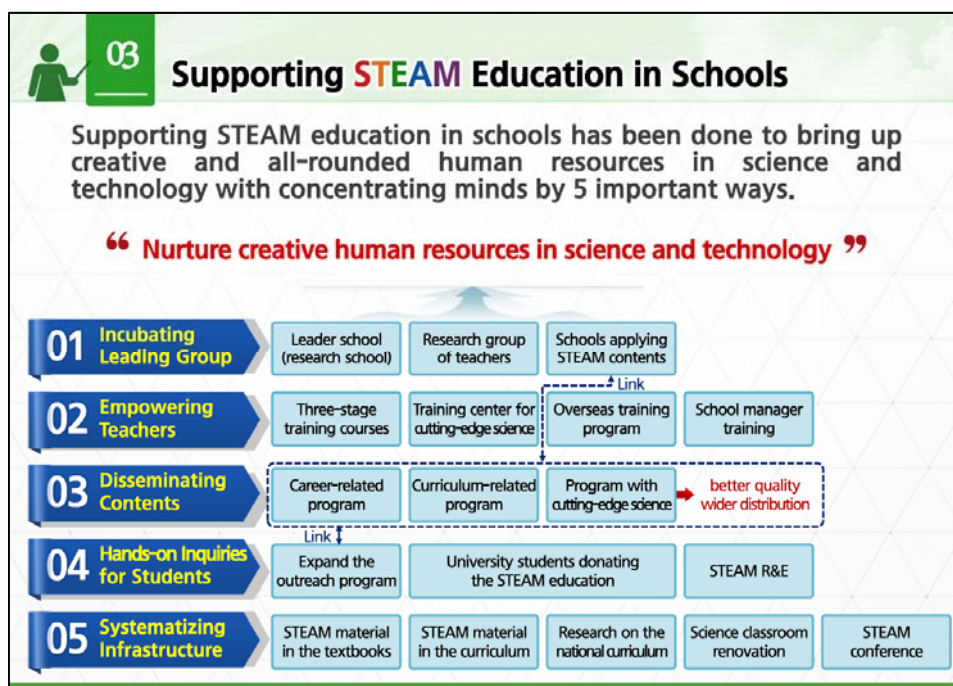 03
Supporting STEAM Education in Schools
Supporting STEAM education in schools has been done to bring up
creative and all-rounded human resources in science and
technology with concentrating minds by 5 important ways.
“ Nurture creative human resources in science and technology ”
01 Incubating
Leading Group
Leader school
(research school)
Research group
of teachers
Schools applying
STEAM contents
Link
02 Empowering
Teachers
Three-stage
training courses
Training center for
cutting-edge science
Overseas training
program
School manager
training
03 Disseminating
Contents
Career-related
program
Curriculum-related
program
Program with
cutting-edge science
better quality
wider distribution
Link
04 Hands-on Inquiries
for Students
Expand the
outreach program
University students donating
the STEAM education
STEAM R&E
05 Systematizing
Infrastructure
STEAM material
in the textbooks
STEAM material
in the curriculum
Research on the
national curriculum
Science classroom
renovation
STEAM
conference